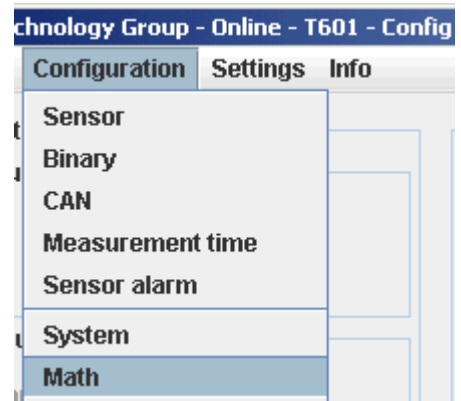 chnology Group - Online - T601 - Config
Configuration Settings Info
Sensor
Binary
CAN
Measurement time
Sensor alarm
System
Math